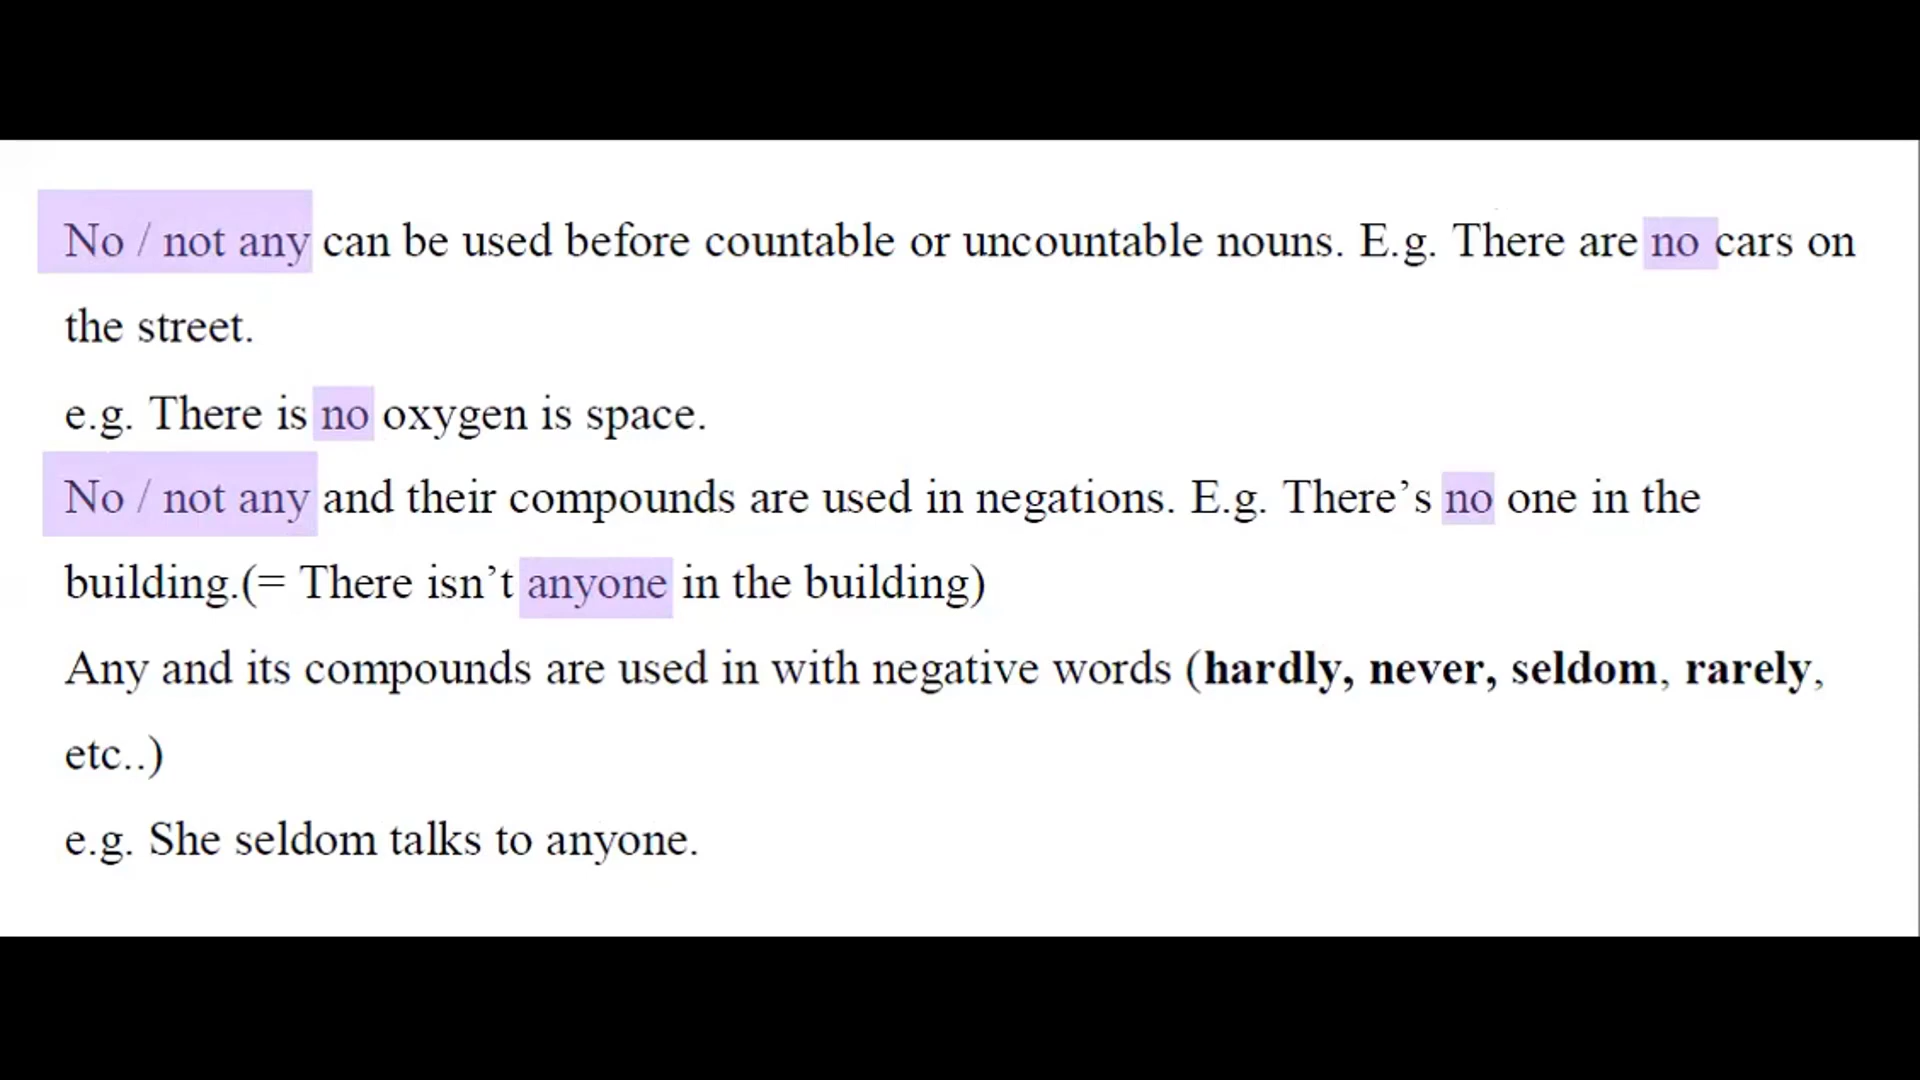 No / not any can be used before countable or uncountable nouns. E.g. There are no cars on
the street.
e.g. There is no oxygen is space.
No / not any and their compounds are used in negations. E.g. There’s no one in the
building.(= There isn’t anyone in the building)
Any and its compounds are used in with negative words (hardly, never, seldom, rarely,
etc..)
e.g. She seldom talks to anyone.